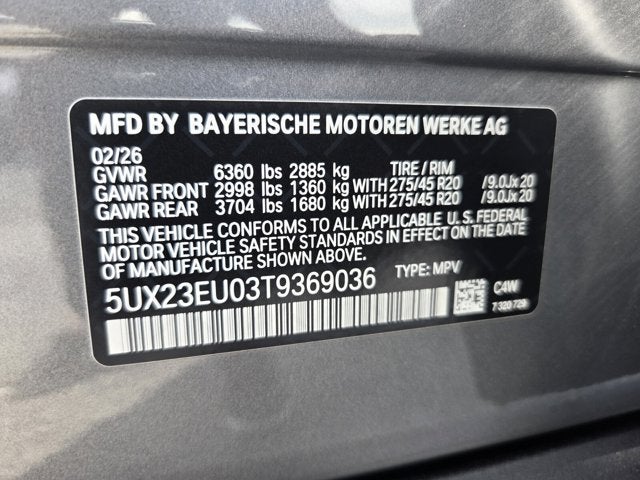 MFD BY BAYERISCHE MOTOREN WERKE AG
02/26
GVWR 6360 lbs 2885 kg TIRE / RIM
GAWR FRONT 2998 lbs 1360 kg WITH 275/45 R20 /9.0Jx20
GAWR REAR 3704 lbs 1680 kg WITH 275/45 R20 /9.0Jx20
THIS VEHICLE CONFORMS TO ALL APPLICABLE U. S. FEDERAL
MOTOR VEHICLE SAFETY STANDARDS IN EFFECT ON THE DATE
OF MANUFACTURE SHOWN ABOVE.
5UX23EU03T9369036 TYPE: MPV
C4W
7 320 729